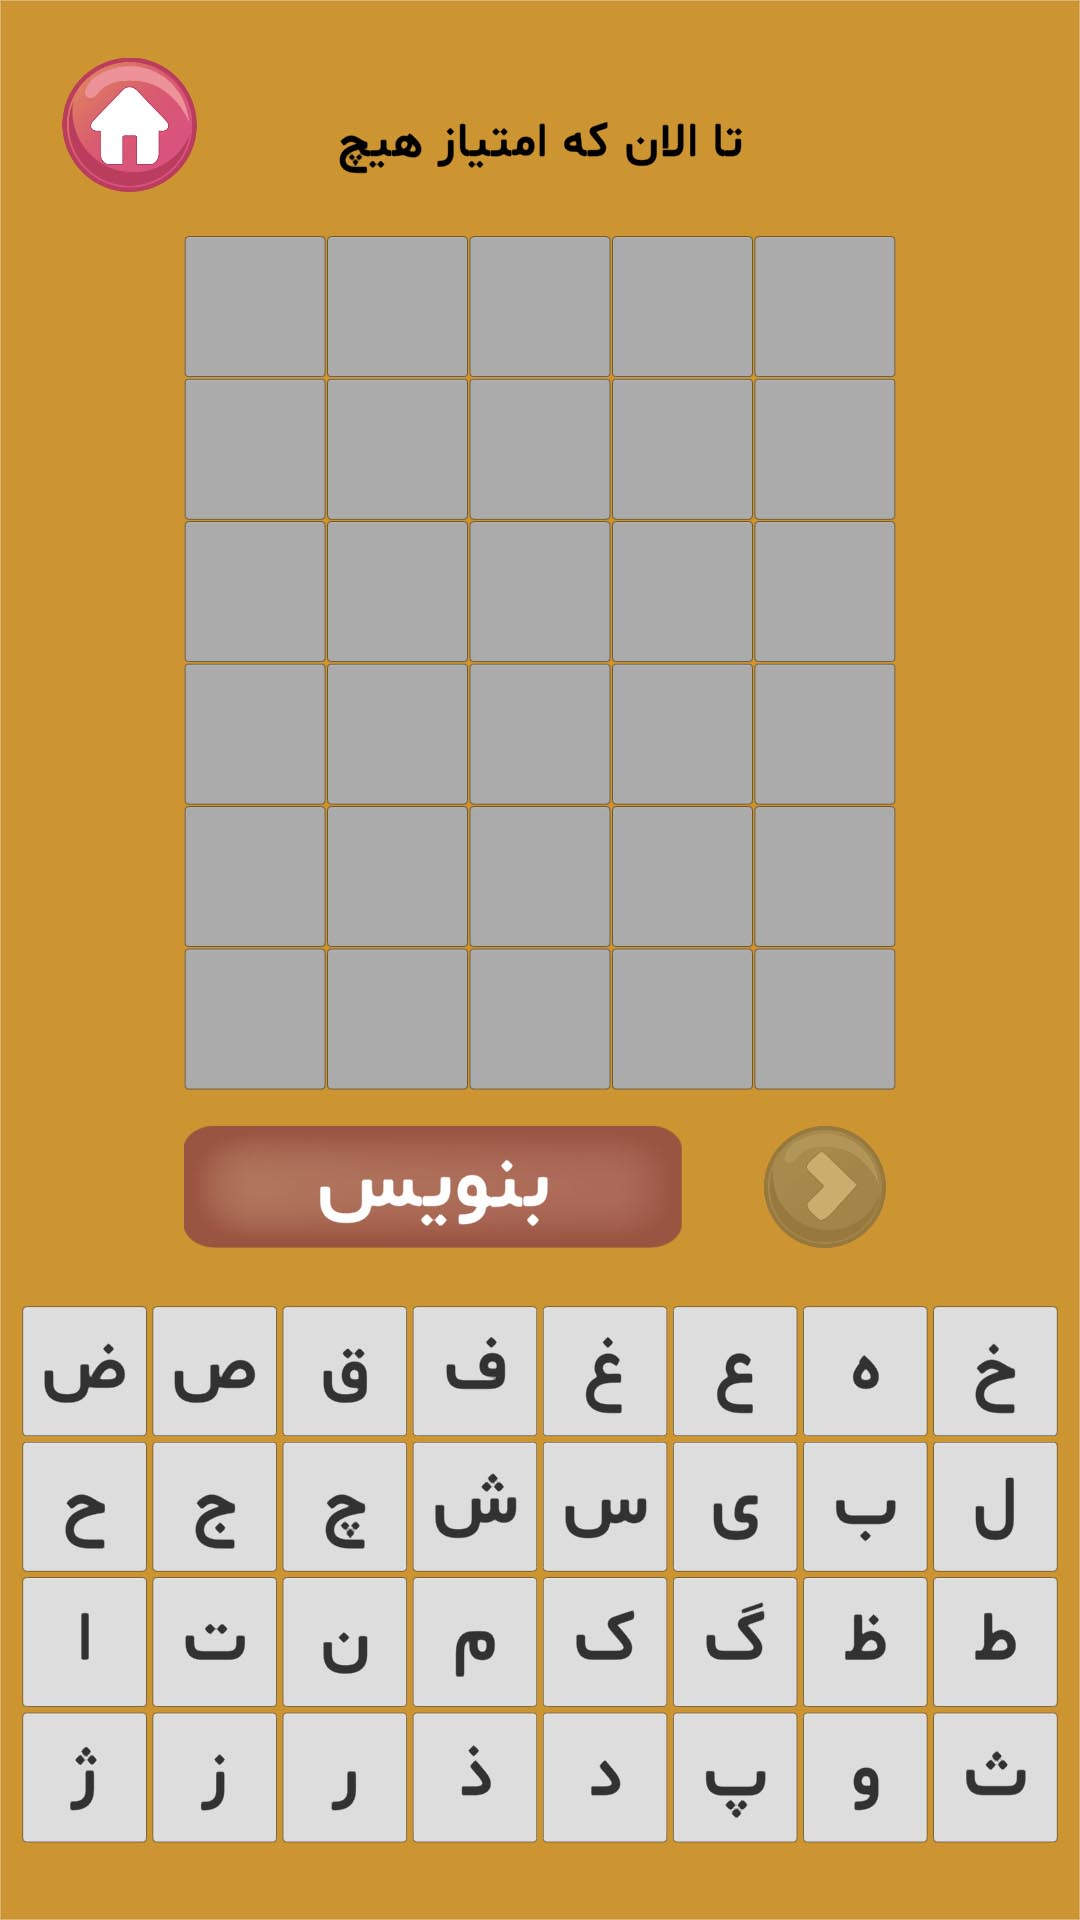 تا الان که امتیاز هیچ
بنویس
خ ه ع غ ف ق ص ض
ل ب ی س ش چ ج ح
ط ظ گ ک م ن ت ا
ث و پ د ذ ر ز ژ